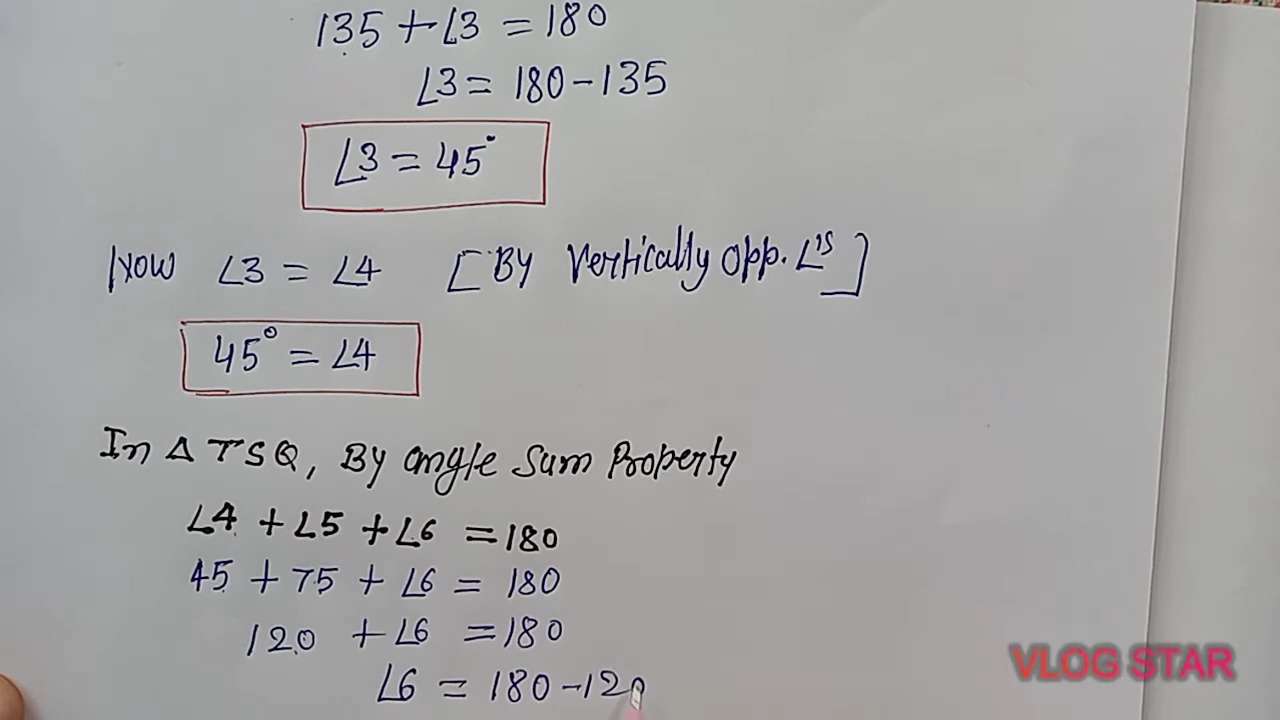 135 + ∠3 = 180
∠3 = 180 - 135
∠3 = 45°
Now ∠3 = ∠4 [By Vertically opp. ∠'s]
45° = ∠4
In Δ TSQ, By angle Sum Property
∠4 + ∠5 + ∠6 = 180
45 + 75 + ∠6 = 180
120 + ∠6 = 180
∠6 = 180 - 120
VLOG STAR